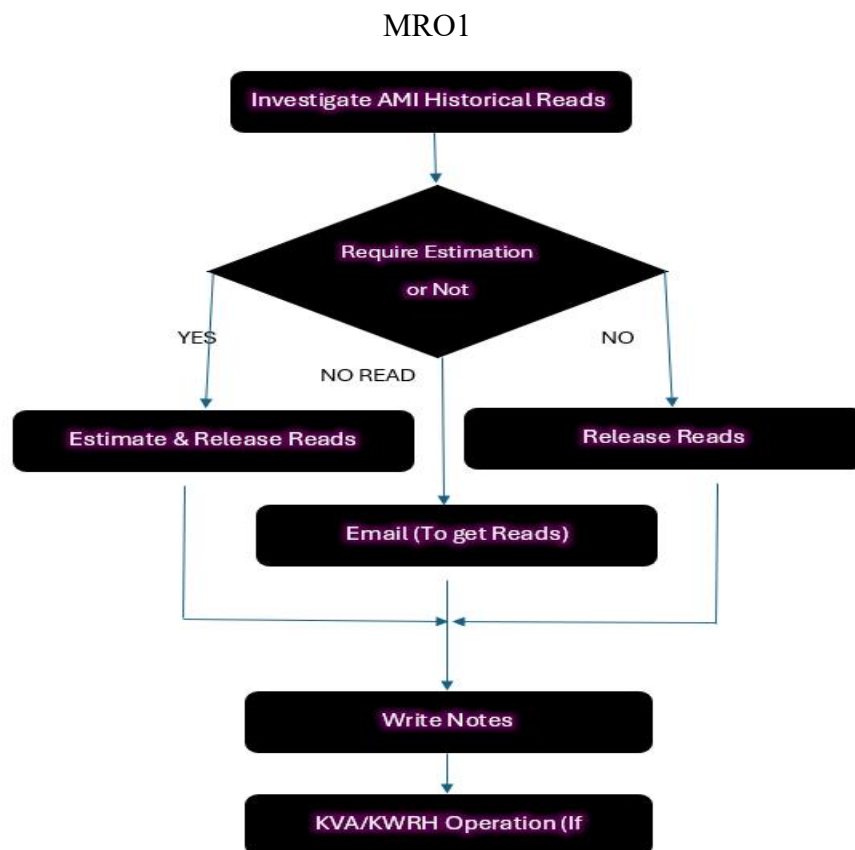 MRO1
Investigate AMI Historical Reads
Require Estimation
or Not
YES
NO
NO READ
Estimate & Release Reads
Release Reads
Email (To get Reads)
Write Notes
KVA/KWRH Operation (If